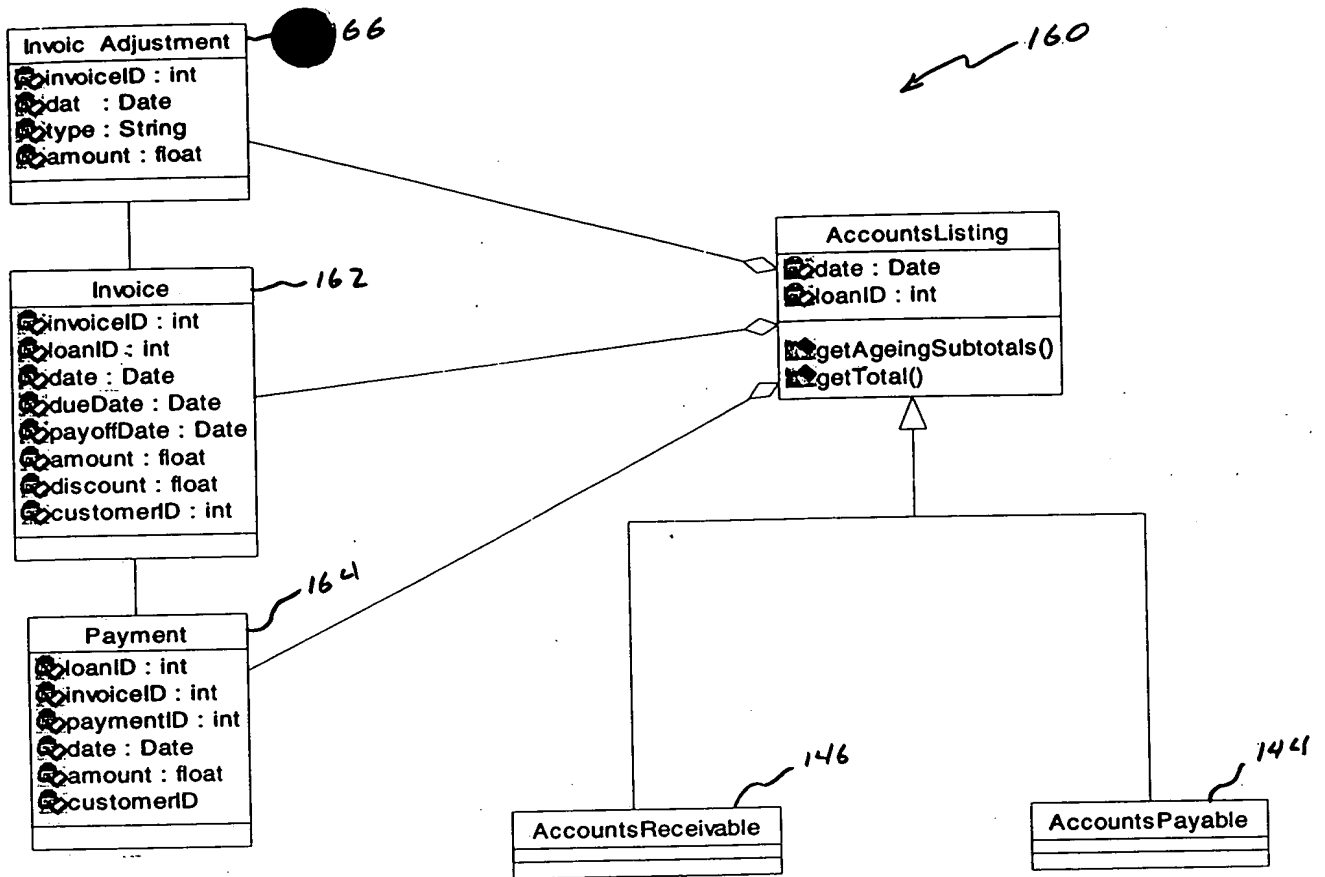 Invoic Adjustment
invoiceID : int
dat : Date
type : String
amount : float
66
160
Invoice
invoiceID : int
loanID : int
date : Date
dueDate : Date
payoffDate : Date
amount : float
discount : float
customerID : int
162
AccountsListing
date : Date
loanID : int
getAgeingSubtotals()
getTotal()
Payment
loanID : int
invoiceID : int
paymentID : int
date : Date
amount : float
customerID
164
AccountsReceivable
146
AccountsPayable
144